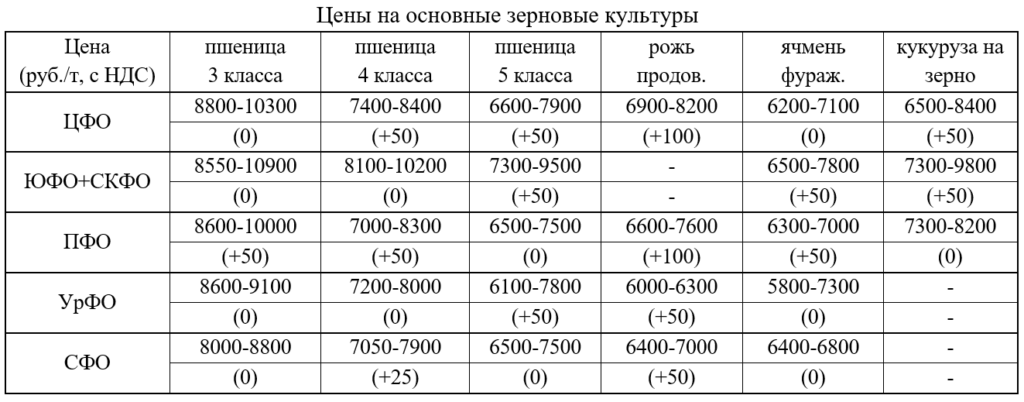 Цены на основные зерновые культуры
Цена (руб./т, с НДС) пшеница 3 класса пшеница 4 класса пшеница 5 класса рожь продов. ячмень фураж. кукуруза на зерно
ЦФО 8800-10300 7400-8400 6600-7900 6900-8200 6200-7100 6500-8400
(0) (+50) (+50) (+100) (0) (+50)
ЮФО+СКФО 8550-10900 8100-10200 7300-9500 - 6500-7800 7300-9800
(0) (0) (+50) - (+50) (+50)
ПФО 8600-10000 7000-8300 6500-7500 6600-7600 6300-7000 7300-8200
(+50) (+50) (0) (+100) (+50) (0)
УрФО 8600-9100 7200-8000 6100-7800 6000-6300 5800-7300 -
(0) (0) (+50) (+50) (0) -
СФО 8000-8800 7050-7900 6500-7500 6400-7000 6400-6800 -
(0) (+25) (0) (+50) (0) -